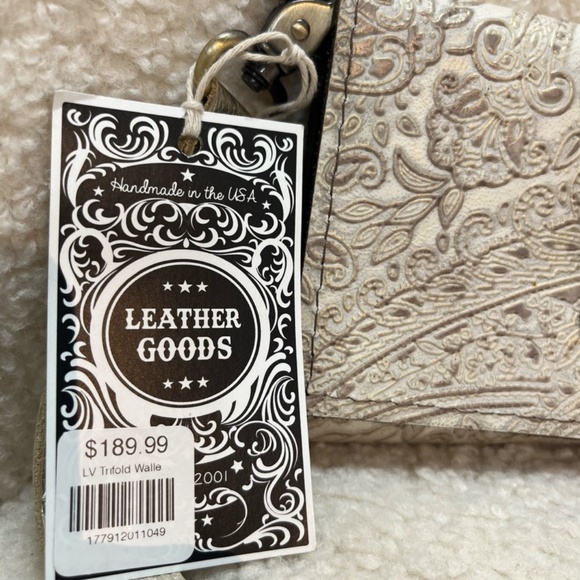 Handmade in the USA
LEATHER
GOODS
2001
$189.99
LV Trifold Walle
177912011049